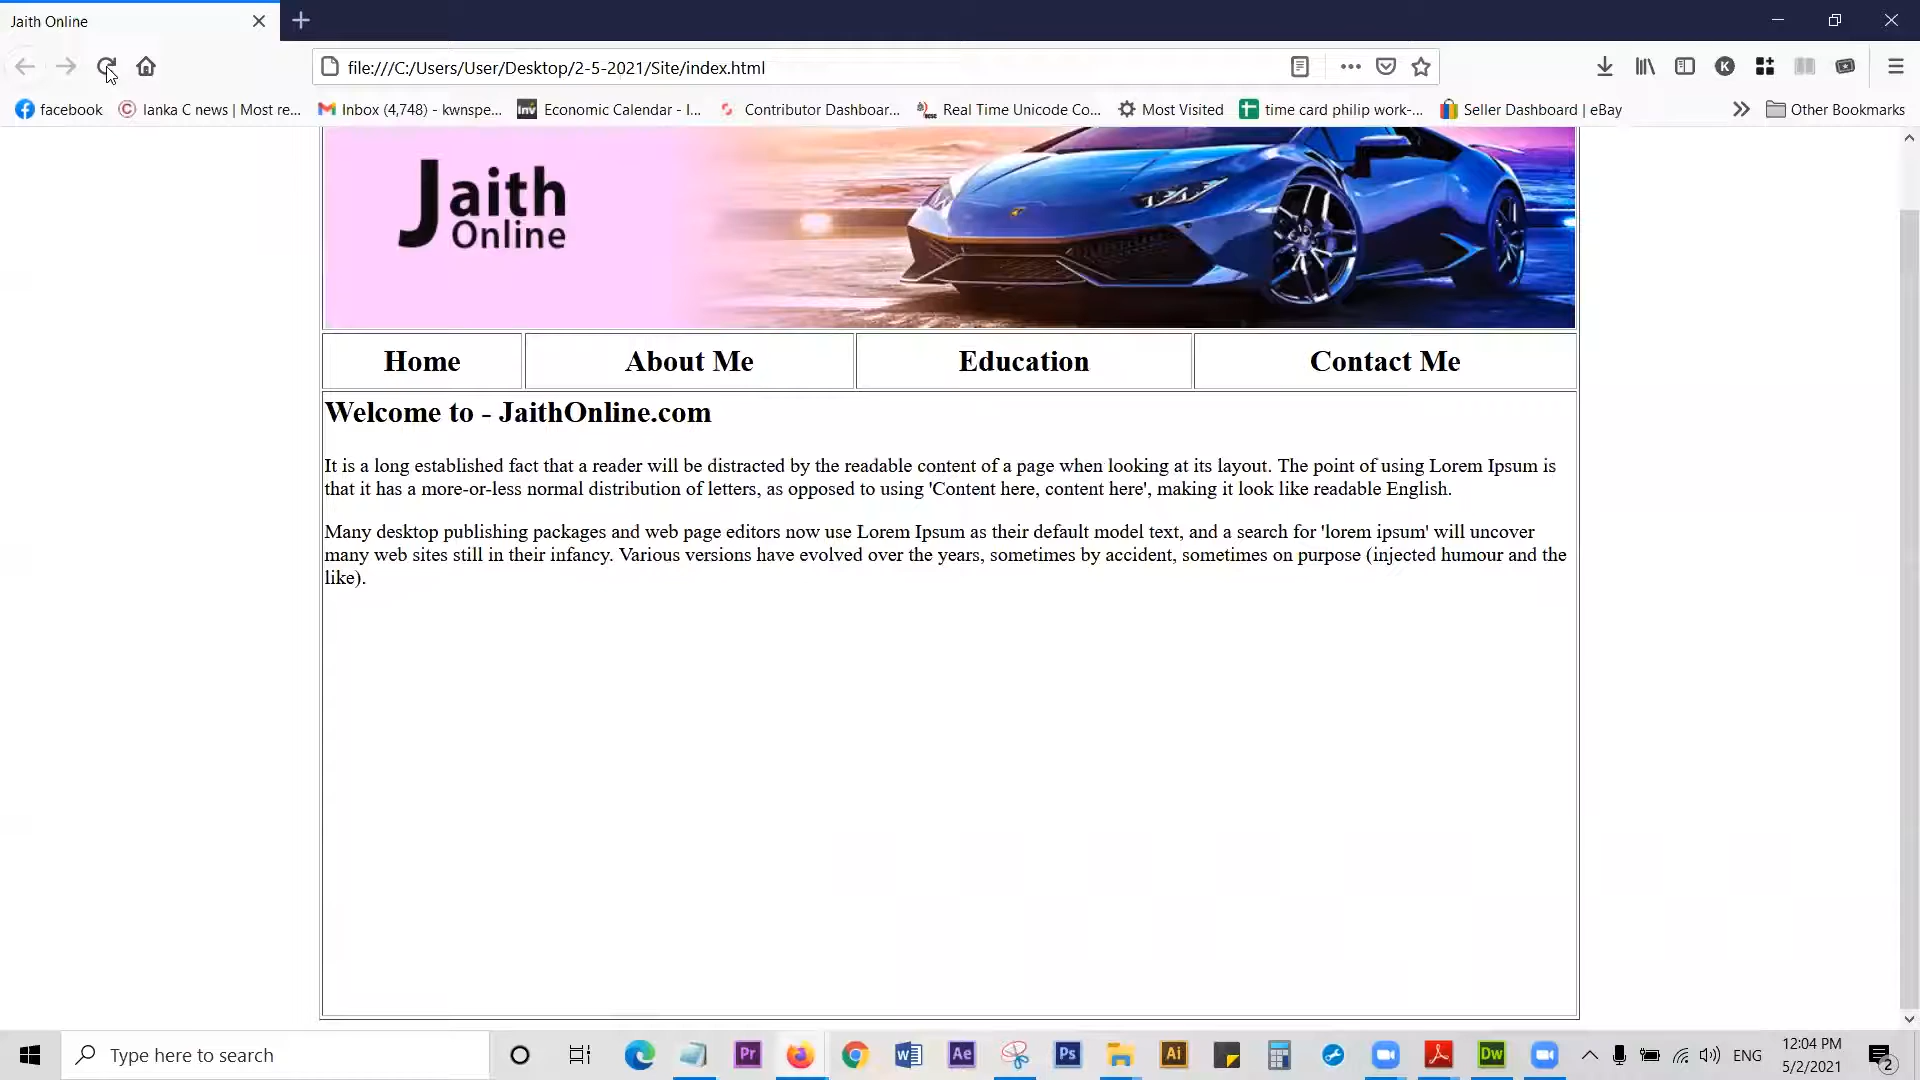 Jaith Online
file:///C:/Users/User/Desktop/2-5-2021/Site/index.html
facebook
lanka C news | Most re...
Inbox (4,748) - kwnspe...
Inv
Economic Calendar - I...
Contributor Dashboar...
Real Time Unicode Co...
Most Visited
time card philip work-...
Seller Dashboard | eBay
Other Bookmarks
K
Jaith
Online
Home
About Me
Education
Contact Me
Welcome to - JaithOnline.com
It is a long established fact that a reader will be distracted by the readable content of a page when looking at its layout. The point of using Lorem Ipsum is
that it has a more-or-less normal distribution of letters, as opposed to using 'Content here, content here', making it look like readable English.
Many desktop publishing packages and web page editors now use Lorem Ipsum as their default model text, and a search for 'lorem ipsum' will uncover
many web sites still in their infancy. Various versions have evolved over the years, sometimes by accident, sometimes on purpose (injected humour and the
like).
Type here to search
Pr
Ae
Ps
Ai
Dw
ENG
12:04 PM
5/2/2021
2